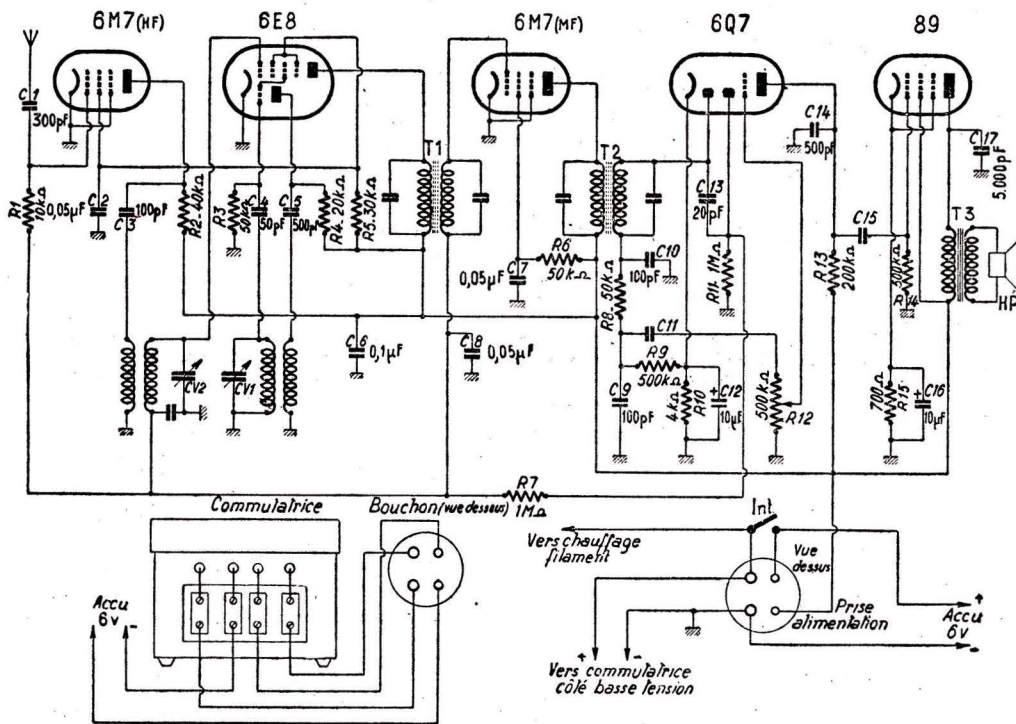 6M7(HF)
6E8
6M7(MF)
6Q7
89
C1
300pF
R1
10kΩ
0,05µF
C2
100pF
C3
R2-40kΩ
R3
50kΩ
C4
50pF
C5
500pF
R4.20kΩ
R5.30kΩ
T1
C7
0,05µF
R6
50kΩ
T2
C10
100pF
R8.50kΩ
C13
20pF
R11.1MΩ
C14
500pF
C15
R13
200kΩ
500kΩ
R14
C17
5.000pF
T3
HP
CV2
CV1
C6
0,1µF
C8
0,05µF
C11
R9
500kΩ
C9
100pF
4kΩ
R10
C12
10µF
500kΩ
R12
700Ω
R15
C16
10µF
R7
1MΩ
Commulatrice
Bouchon (vue dessous)
Accu
6v
-
Int.
Vers chauffage
filament
Vue
dessus
Prise
alimentation
+
Accu
6v
-
+
-
Vers commulatrice
côté basse tension